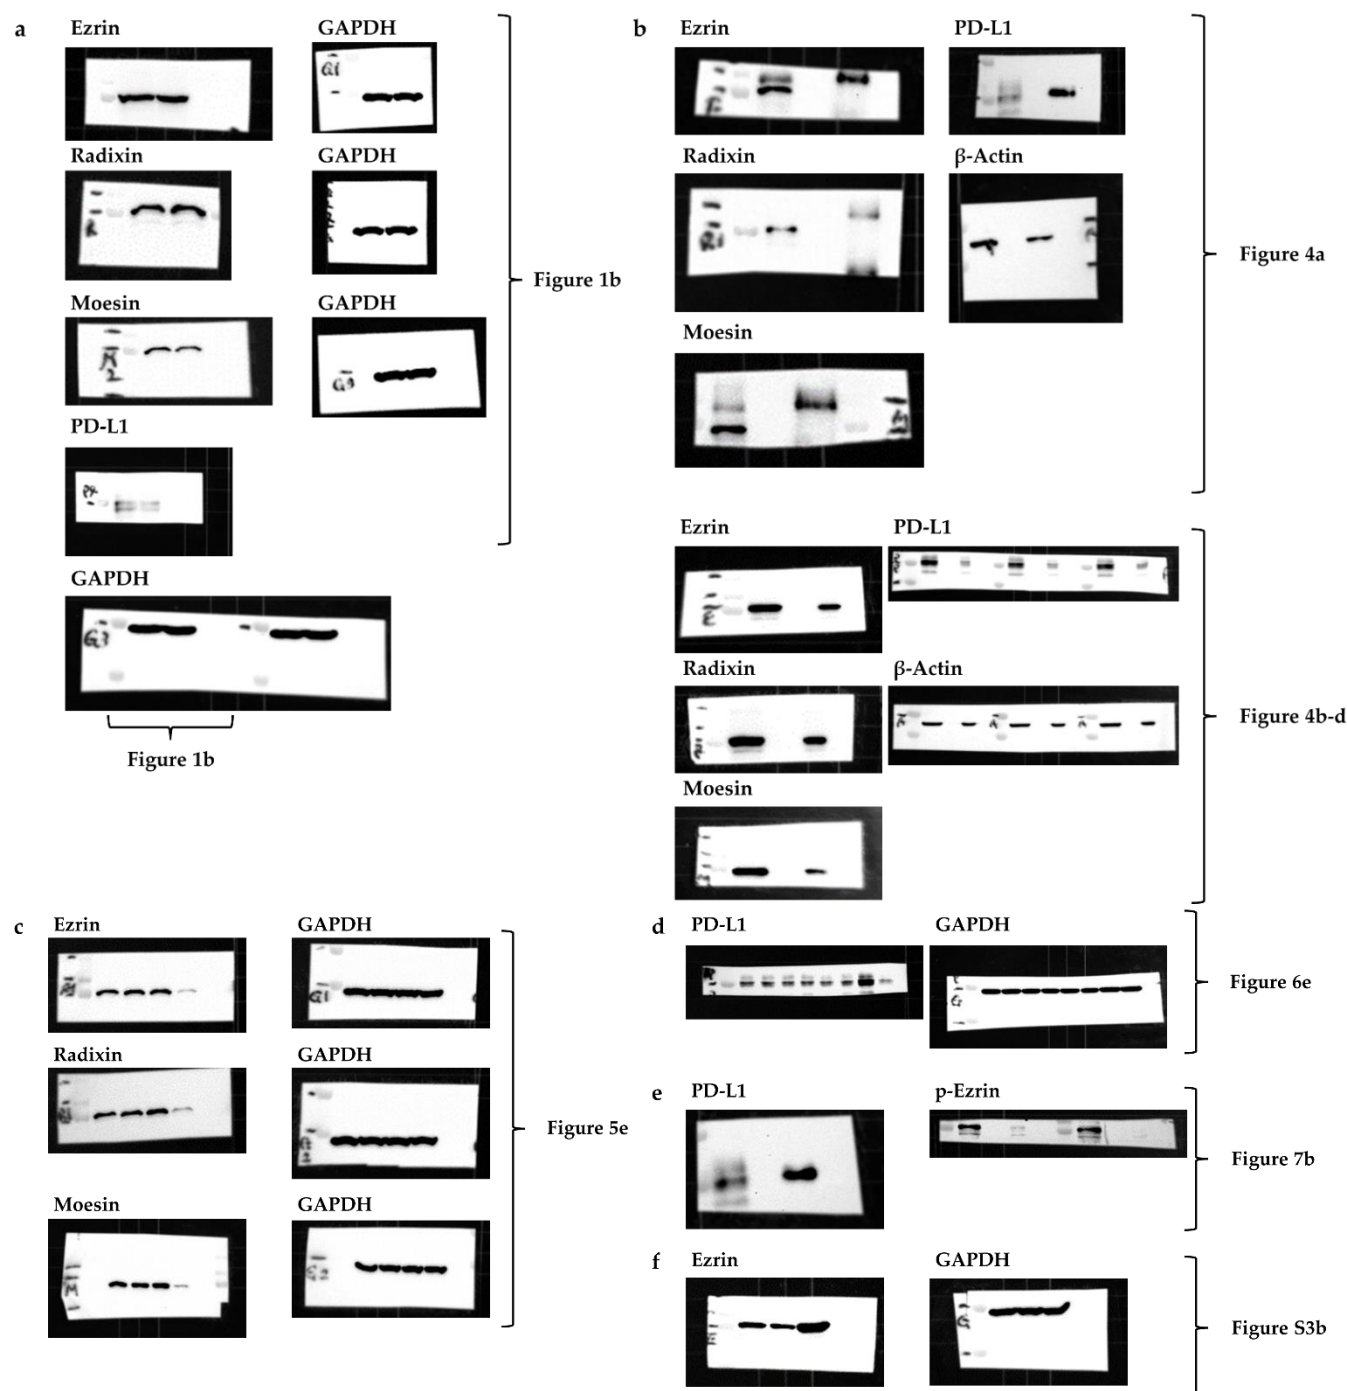 a
Ezrin
GAPDH
Radixin
GAPDH
Moesin
GAPDH
PD-L1
Figure 1b
GAPDH
G3
Figure 1b
b
Ezrin
PD-L1
Radixin
β-Actin
Moesin
Figure 4a
Ezrin
PD-L1
Radixin
β-Actin
Moesin
Figure 4b-d
c
Ezrin
GAPDH
G1
Radixin
GAPDH
Moesin
GAPDH
M
Figure 5e
d
PD-L1
GAPDH
Figure 6e
e
PD-L1
p-Ezrin
Figure 7b
f
Ezrin
GAPDH
Figure S3b